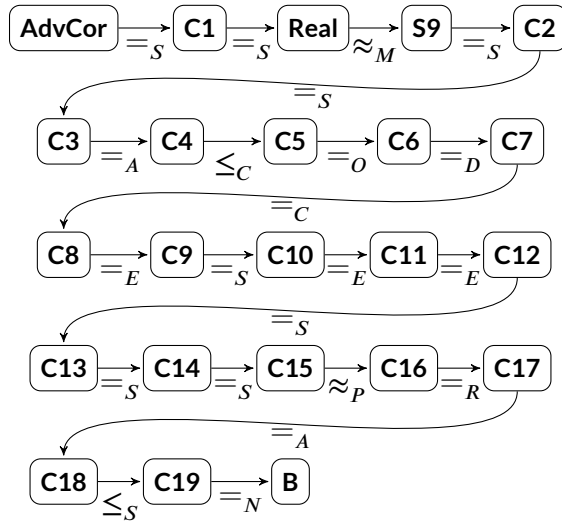 AdvCor =S C1 =S Real ≈M S9 =S C2
=S
C3 =A C4 ≤C C5 =O C6 =D C7
=C
C8 =E C9 =S C10 =E C11 =E C12
=S
C13 =S C14 =S C15 ≈P C16 =R C17
=A
C18 ≤S C19 =N B